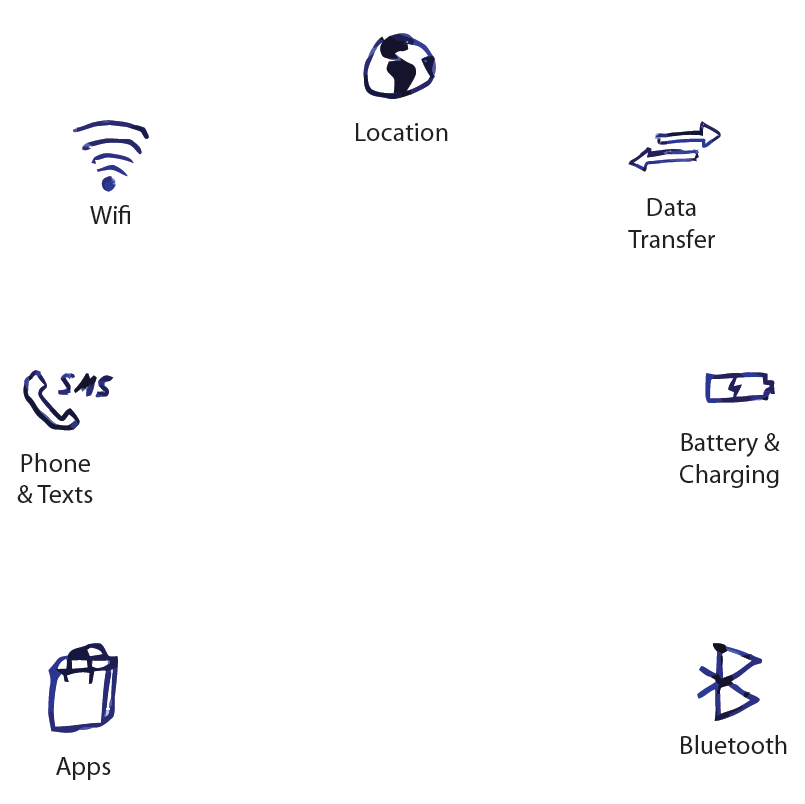 Location
Wifi
Data
Transfer
SMS
Phone
& Texts
Battery &
Charging
Apps
Bluetooth